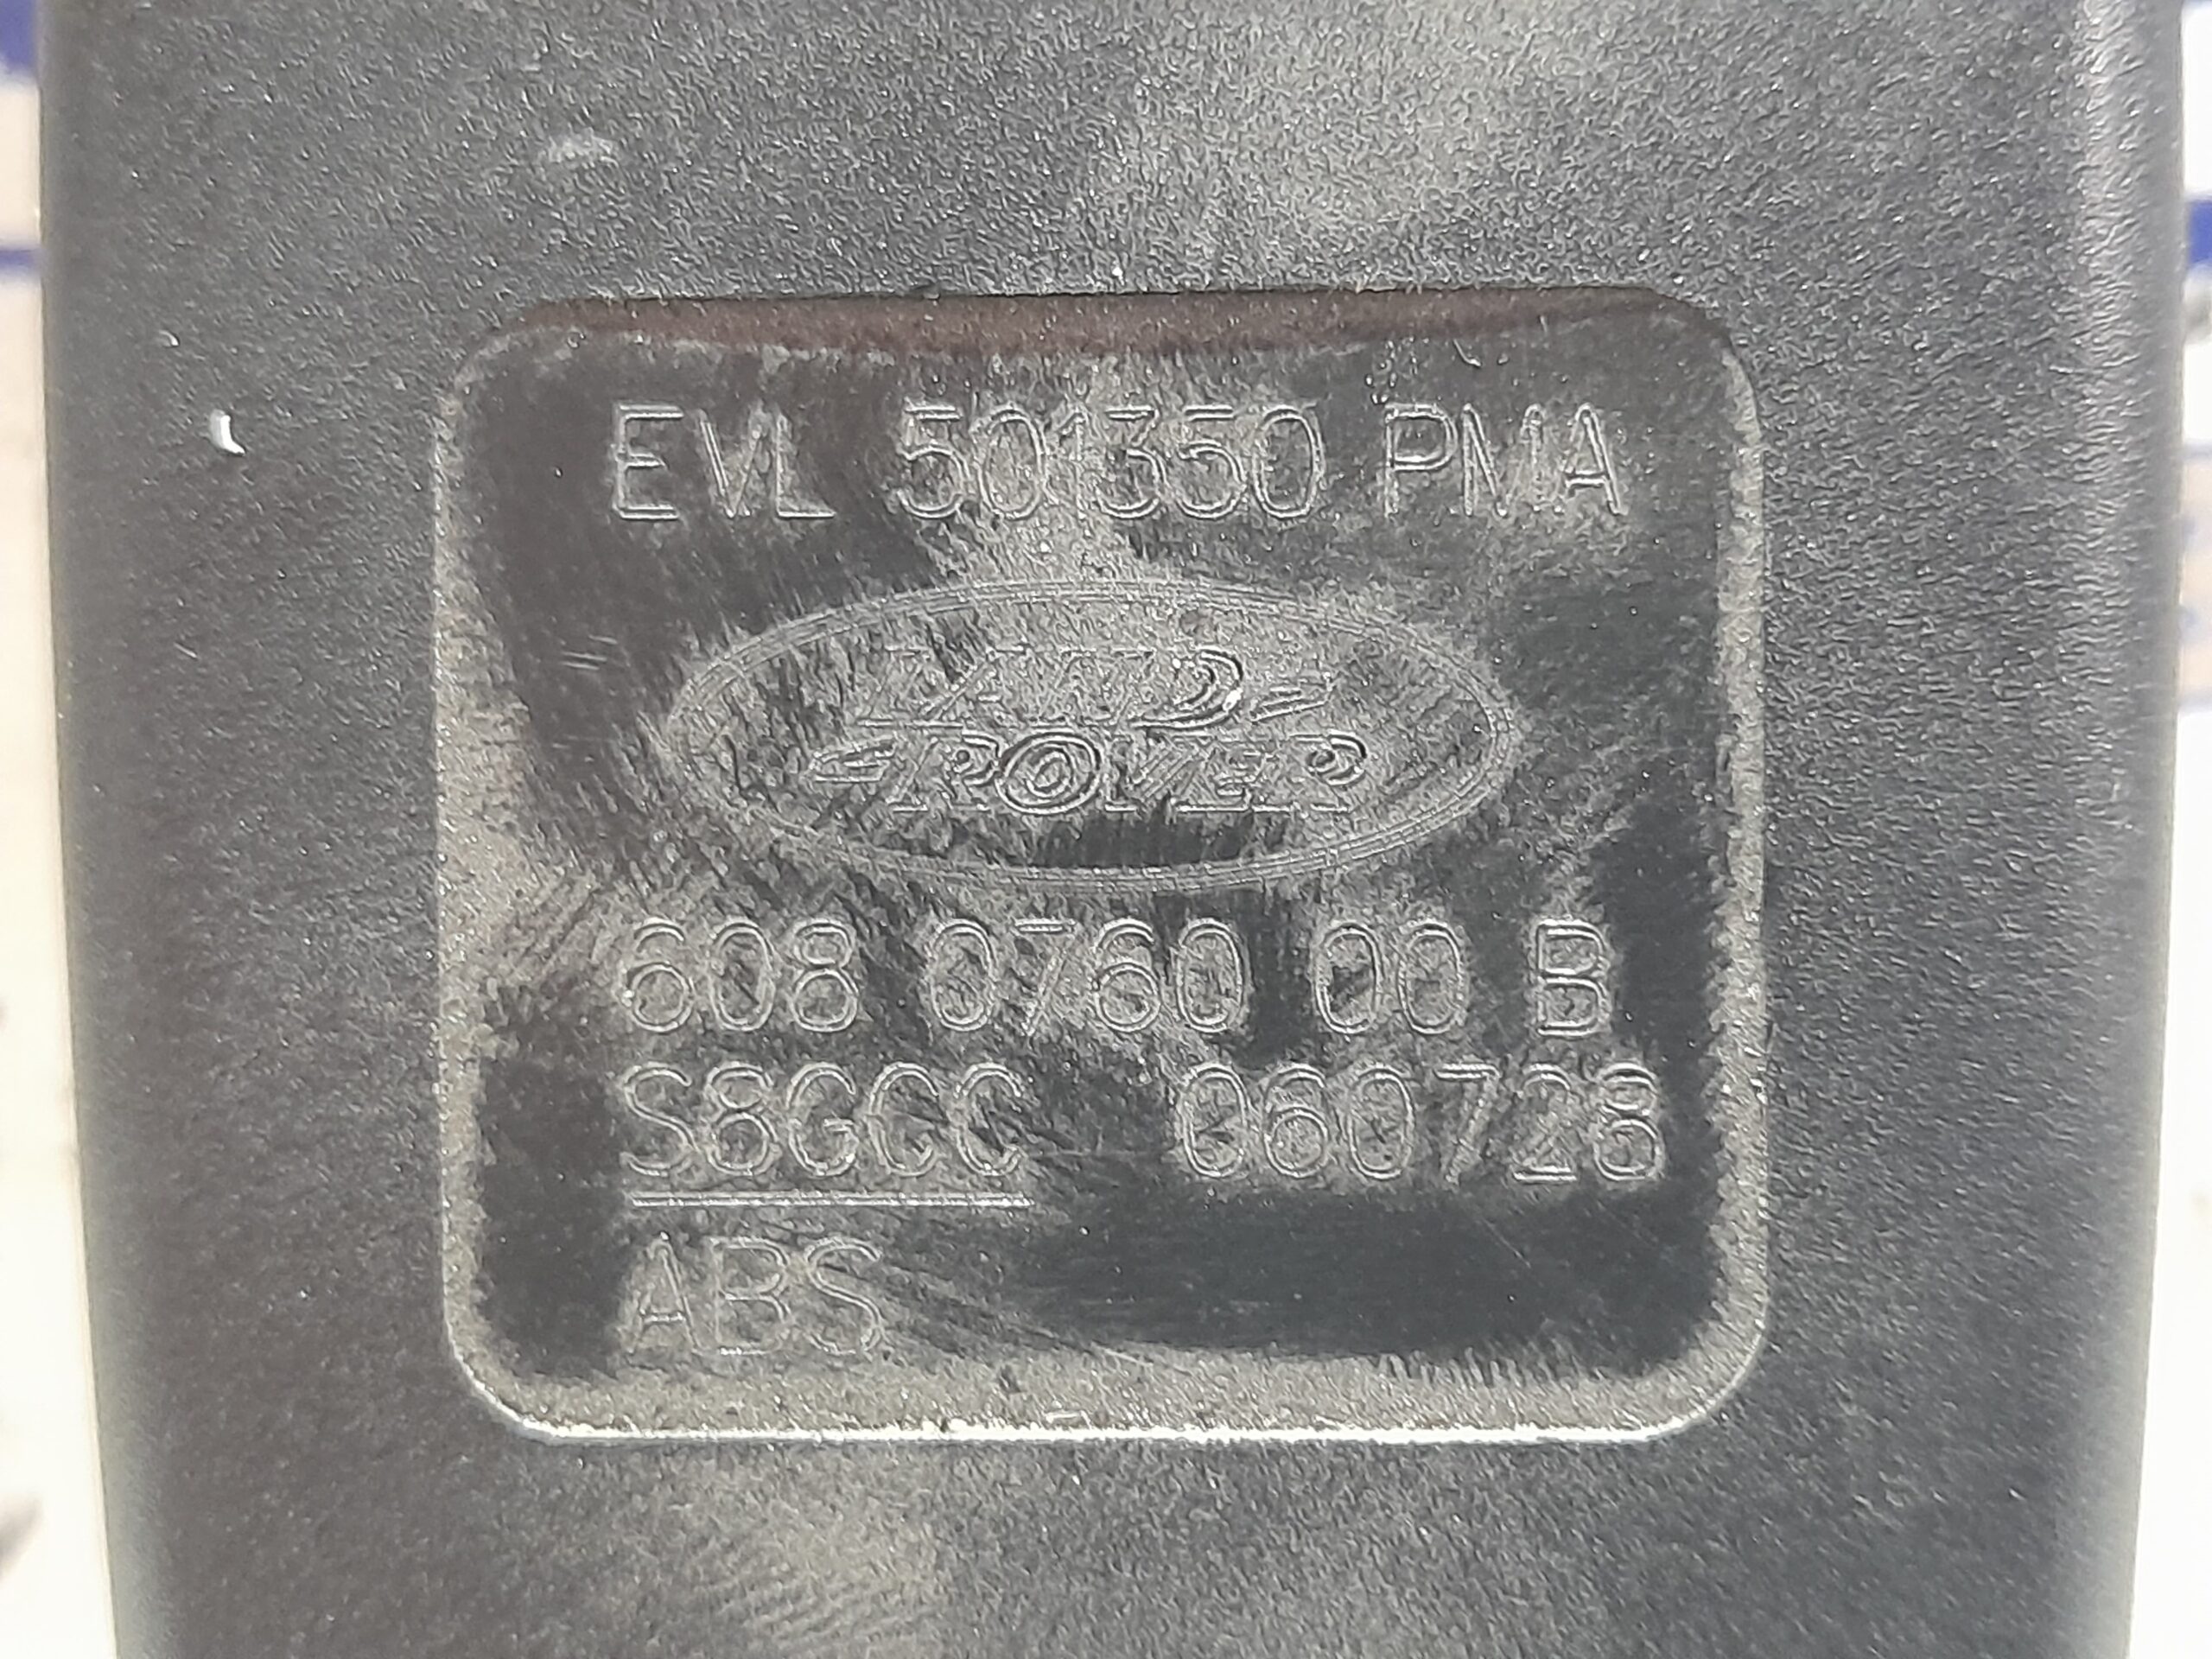 EVL 501350 PMA
LAND
ROVER
608 0760 00 B
S8GCC 060728
ABS